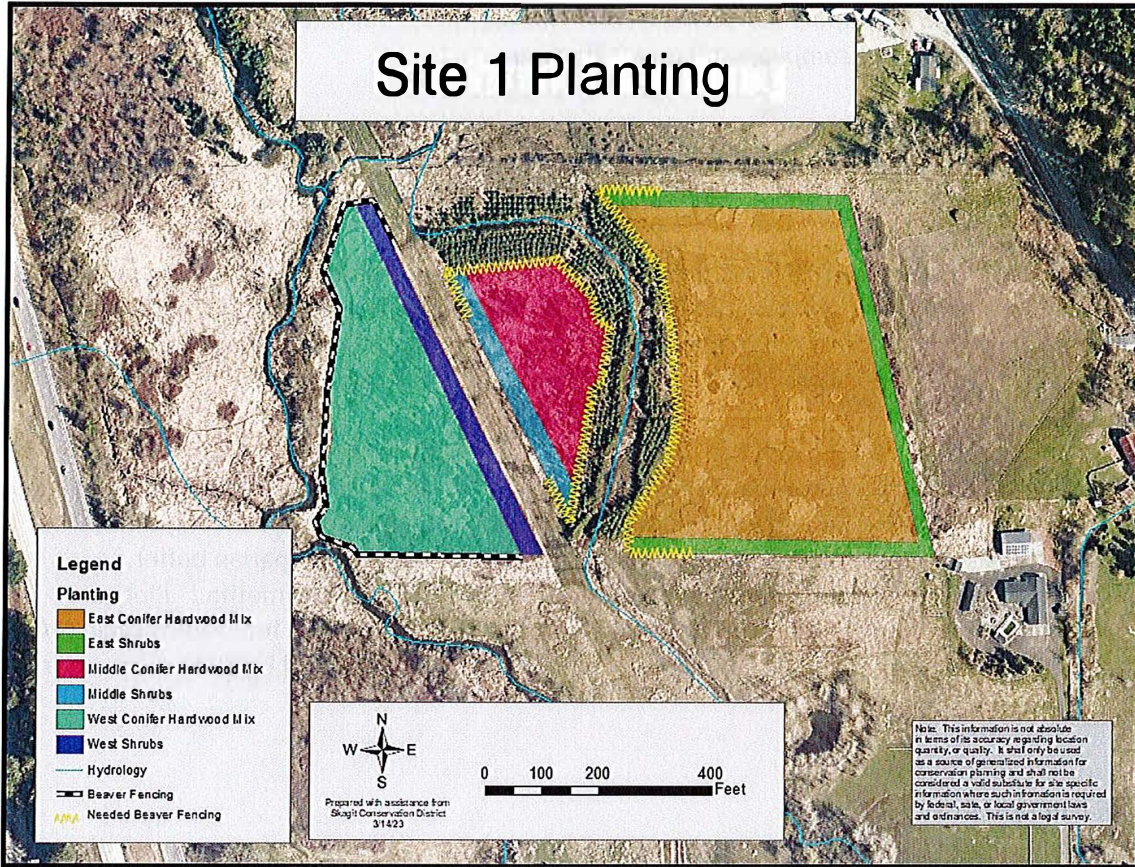 Site 1 Planting
Legend
Planting
East Conifer Hardwood Mix
East Shrubs
Middle Conifer Hardwood Mix
Middle Shrubs
West Conifer Hardwood Mix
West Shrubs
Hydrology
Beaver Fencing
Needed Beaver Fencing
N
W E
S
Prepared with assistance from
Skagit Conservation District
3/14/23
0 100 200 400
Feet
Note: This information is not absolute
in terms of its accuracy regarding location
quantity, or quality. It shall only be used
as a source of generalized information for
conservation planning and shall not be
considered a valid substitute for site specific
information where such infromation is required
by federal, sate, or local government laws
and ordinances. This is not a legal survey.